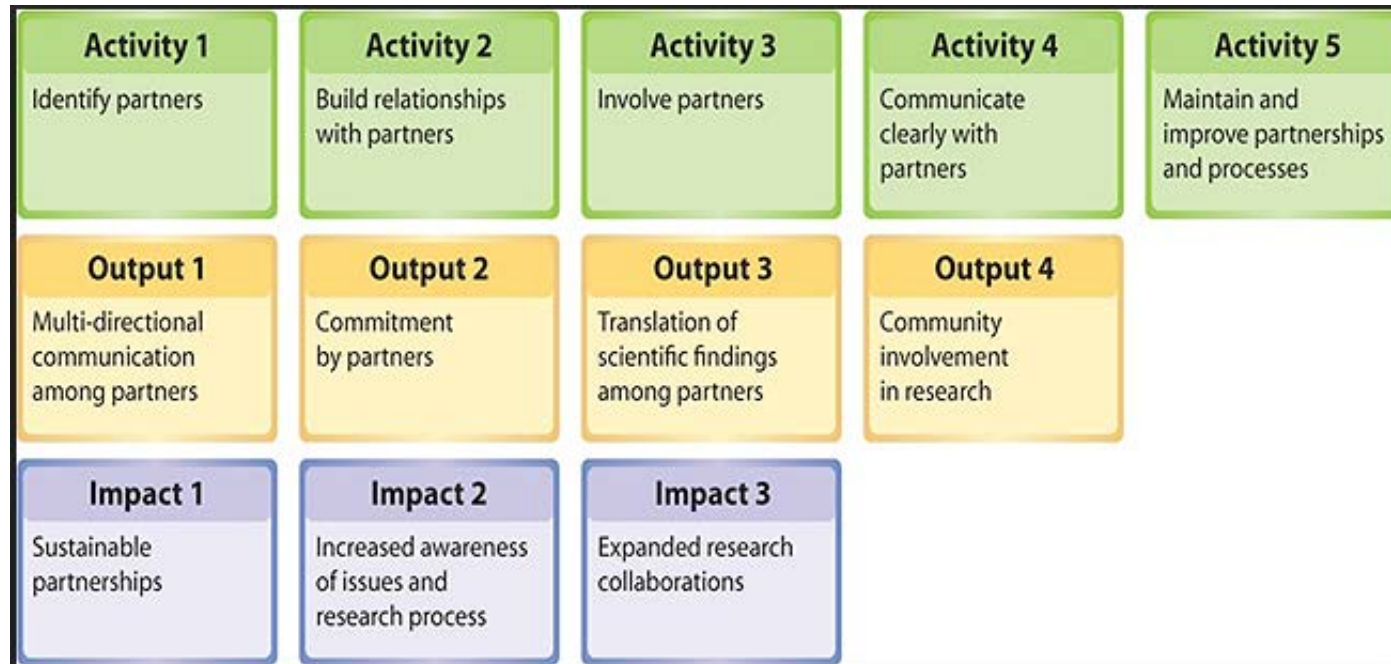 Activity 1
Identify partners
Activity 2
Build relationships
with partners
Activity 3
Involve partners
Activity 4
Communicate
clearly with
partners
Activity 5
Maintain and
improve partnerships
and processes
Output 1
Multi-directional
communication
among partners
Output 2
Commitment
by partners
Output 3
Translation of
scientific findings
among partners
Output 4
Community
involvement
in research
Impact 1
Sustainable
partnerships
Impact 2
Increased awareness
of issues and
research process
Impact 3
Expanded research
collaborations